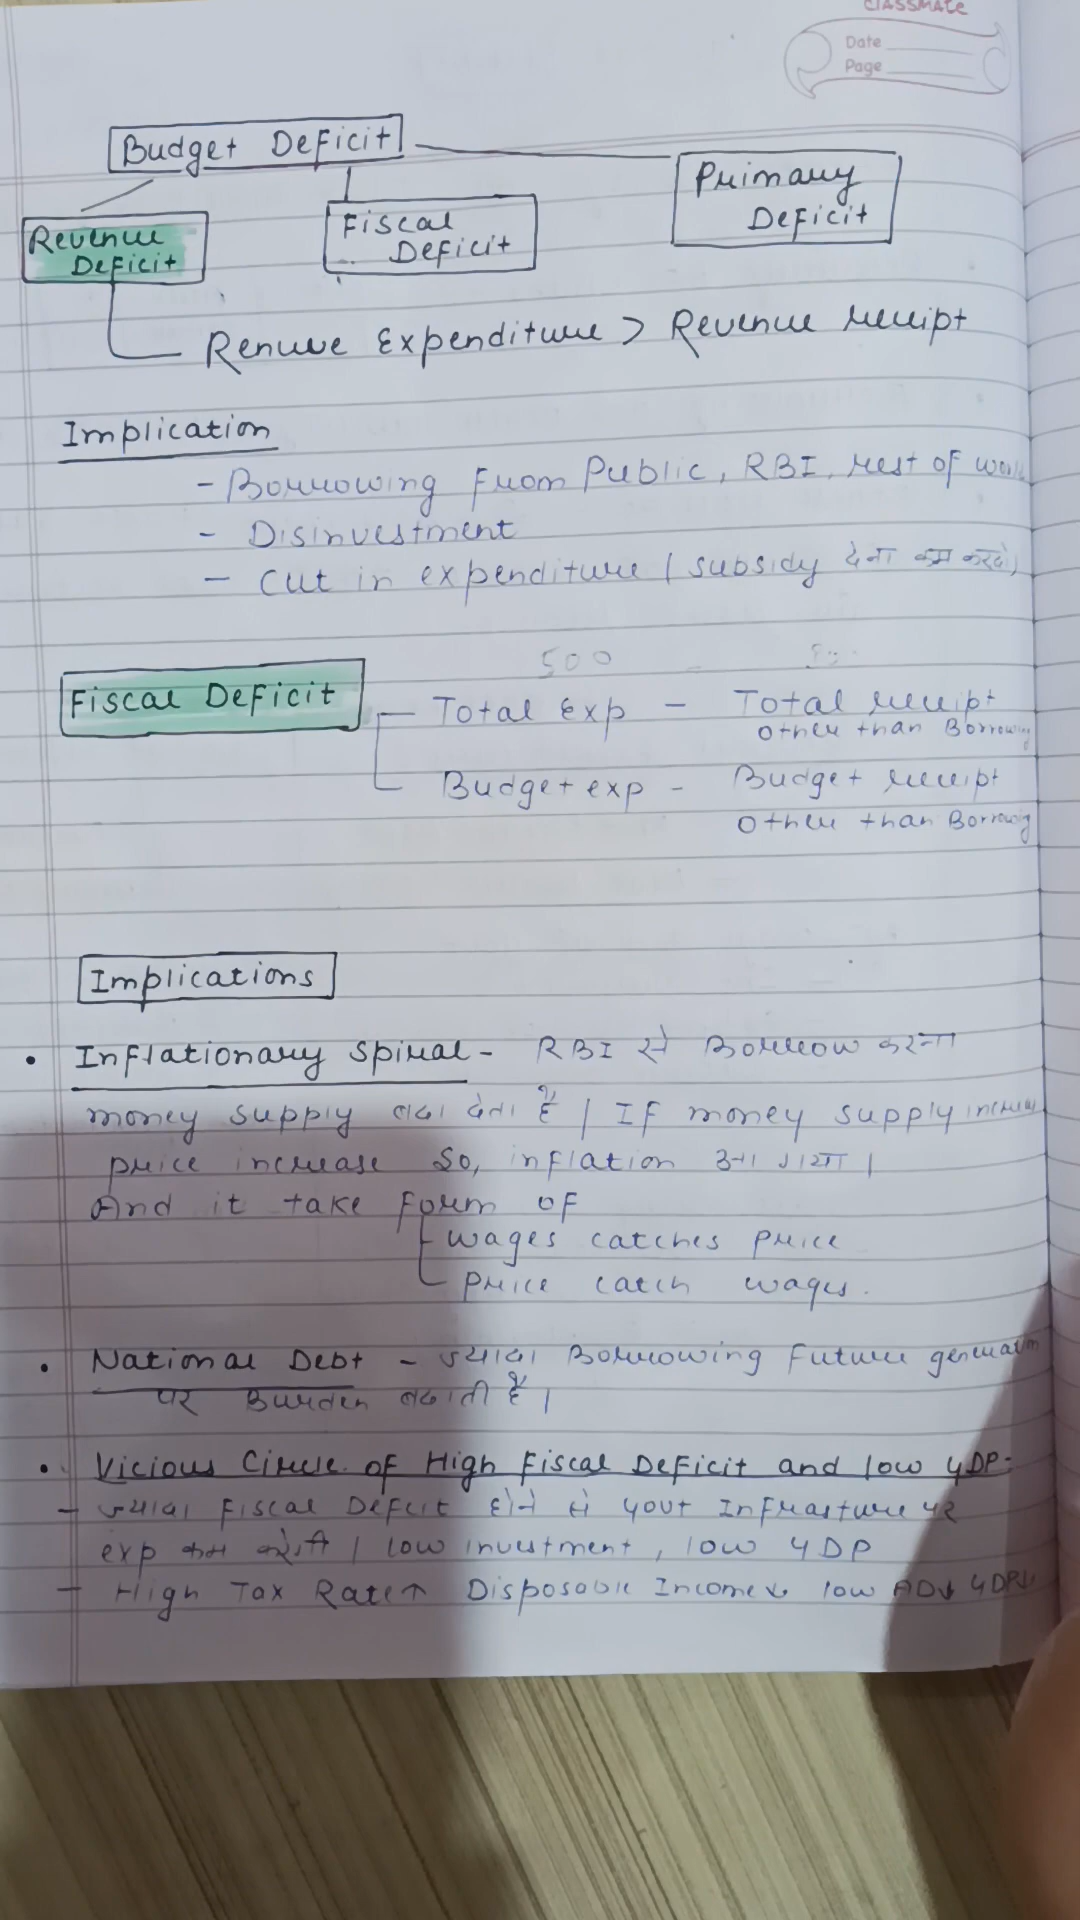 CLASSMATE
Date
Page
Budget Deficit
Primary
Deficit
Revenue
Deficit
Fiscal
Deficit
Renuve Expenditure > Revenue receipt
Implication
- Borrowing From Public, RBI, rest of
- Disinvestment
- Cut in expenditure / subsidy देना कम करदो
500
Fiscal Deficit
Total Exp - Total receipt
other than Borrowing
Budget exp - Budget receipt
other than Borrowing
Implications
• Inflationary Spiral - RBI से Borrow करना
money supply बढा देता है | If money supply increase
price increase So, inflation आ जाएगा |
And it take form of
wages catches price
price catch wages.
• National Debt - ज्यादा Borrowing Future generation
पर Burden बढाती है |
• Vicious Circle of High Fiscal Deficit and low GDP-
- ज्यादा Fiscal Deficit होने से govt Infrasture पर
exp कम करेगी | low investment, low GDP
- High Tax Rate↑ Disposable Income↓ low AD↓ GDP↓